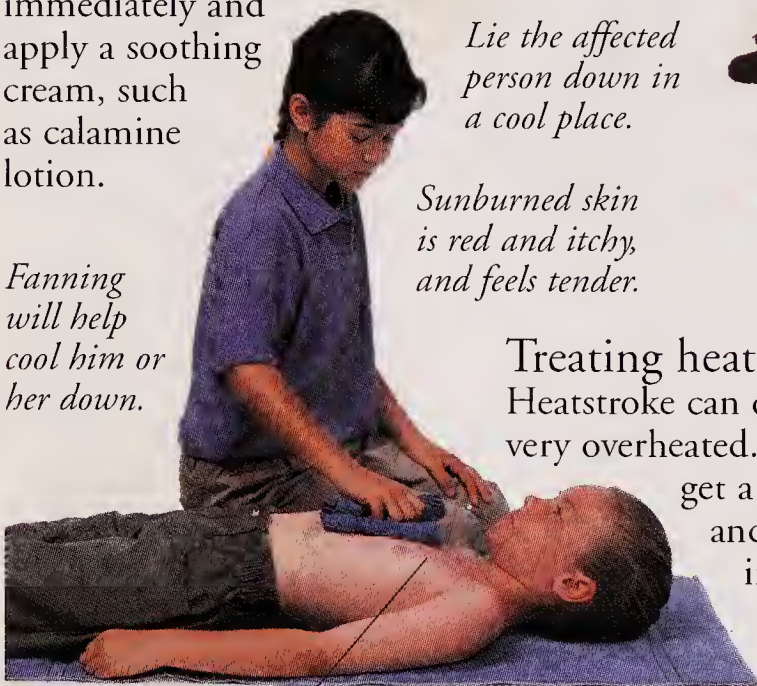 immediately and
apply a soothing
cream, such
as calamine
lotion.
Fanning
will help
cool him or
her down.
Lie the affected
person down in
a cool place.
Sunburned skin
is red and itchy,
and feels tender.
Treating heat
Heatstroke can
very overheated.
get a
and